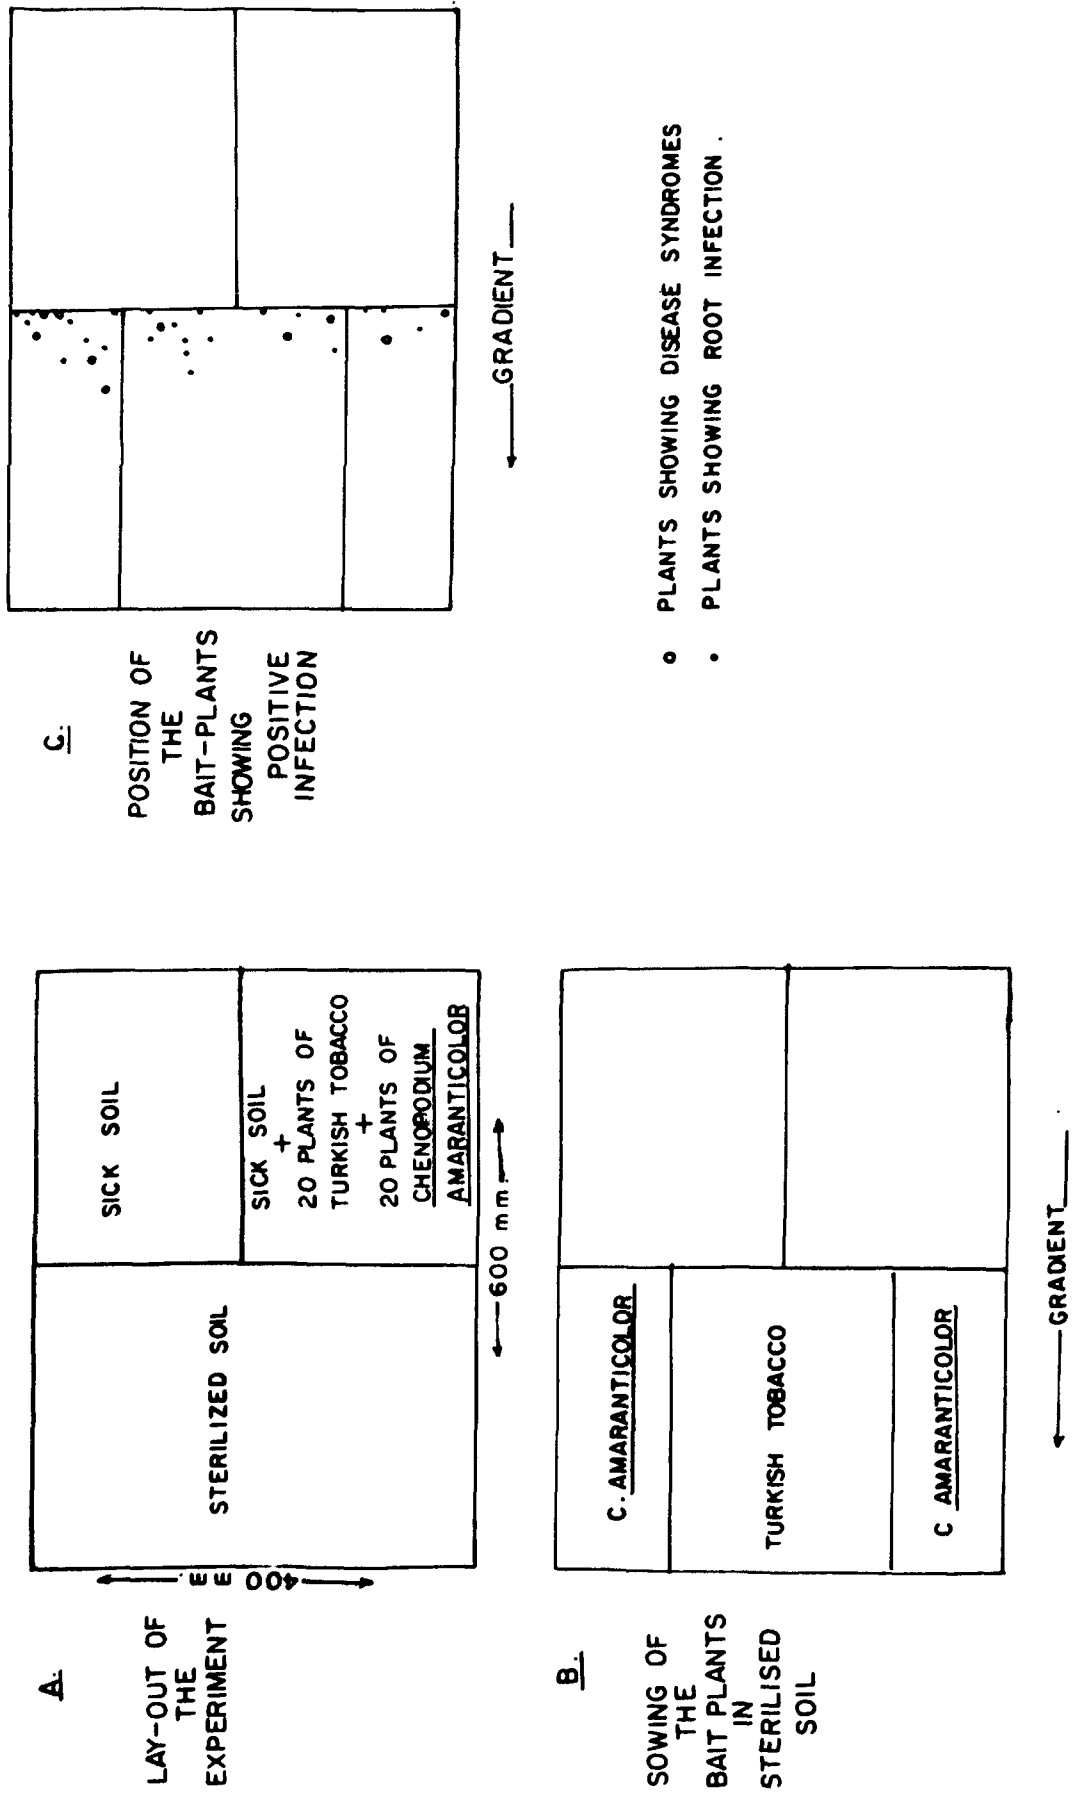 A.
LAY-OUT OF
THE
EXPERIMENT
400 mm.
STERILIZED SOIL
SICK SOIL
SICK SOIL
+
20 PLANTS OF
TURKISH TOBACCO
+
20 PLANTS OF
CHENOPODIUM
AMARANTICOLOR
600 mm.
B.
SOWING OF
THE
BAIT PLANTS
IN
STERILISED
SOIL
C. AMARANTICOLOR
TURKISH TOBACCO
C AMARANTICOLOR
GRADIENT
C.
POSITION OF
THE
BAIT-PLANTS
SHOWING
POSITIVE
INFECTION
GRADIENT
PLANTS SHOWING DISEASE SYNDROMES
PLANTS SHOWING ROOT INFECTION.